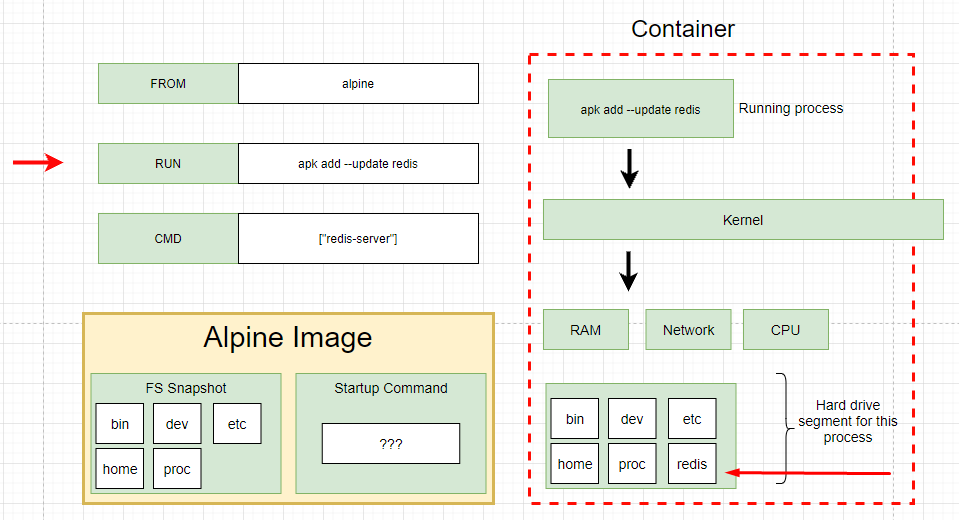 Container
FROM
alpine
apk add --update redis
Running process
RUN
apk add --update redis
Kernel
CMD
["redis-server"]
RAM
Network
CPU
Alpine Image
FS Snapshot
bin
dev
etc
home
proc
Startup Command
???
bin
dev
etc
home
proc
redis
Hard drive
segment for this
process